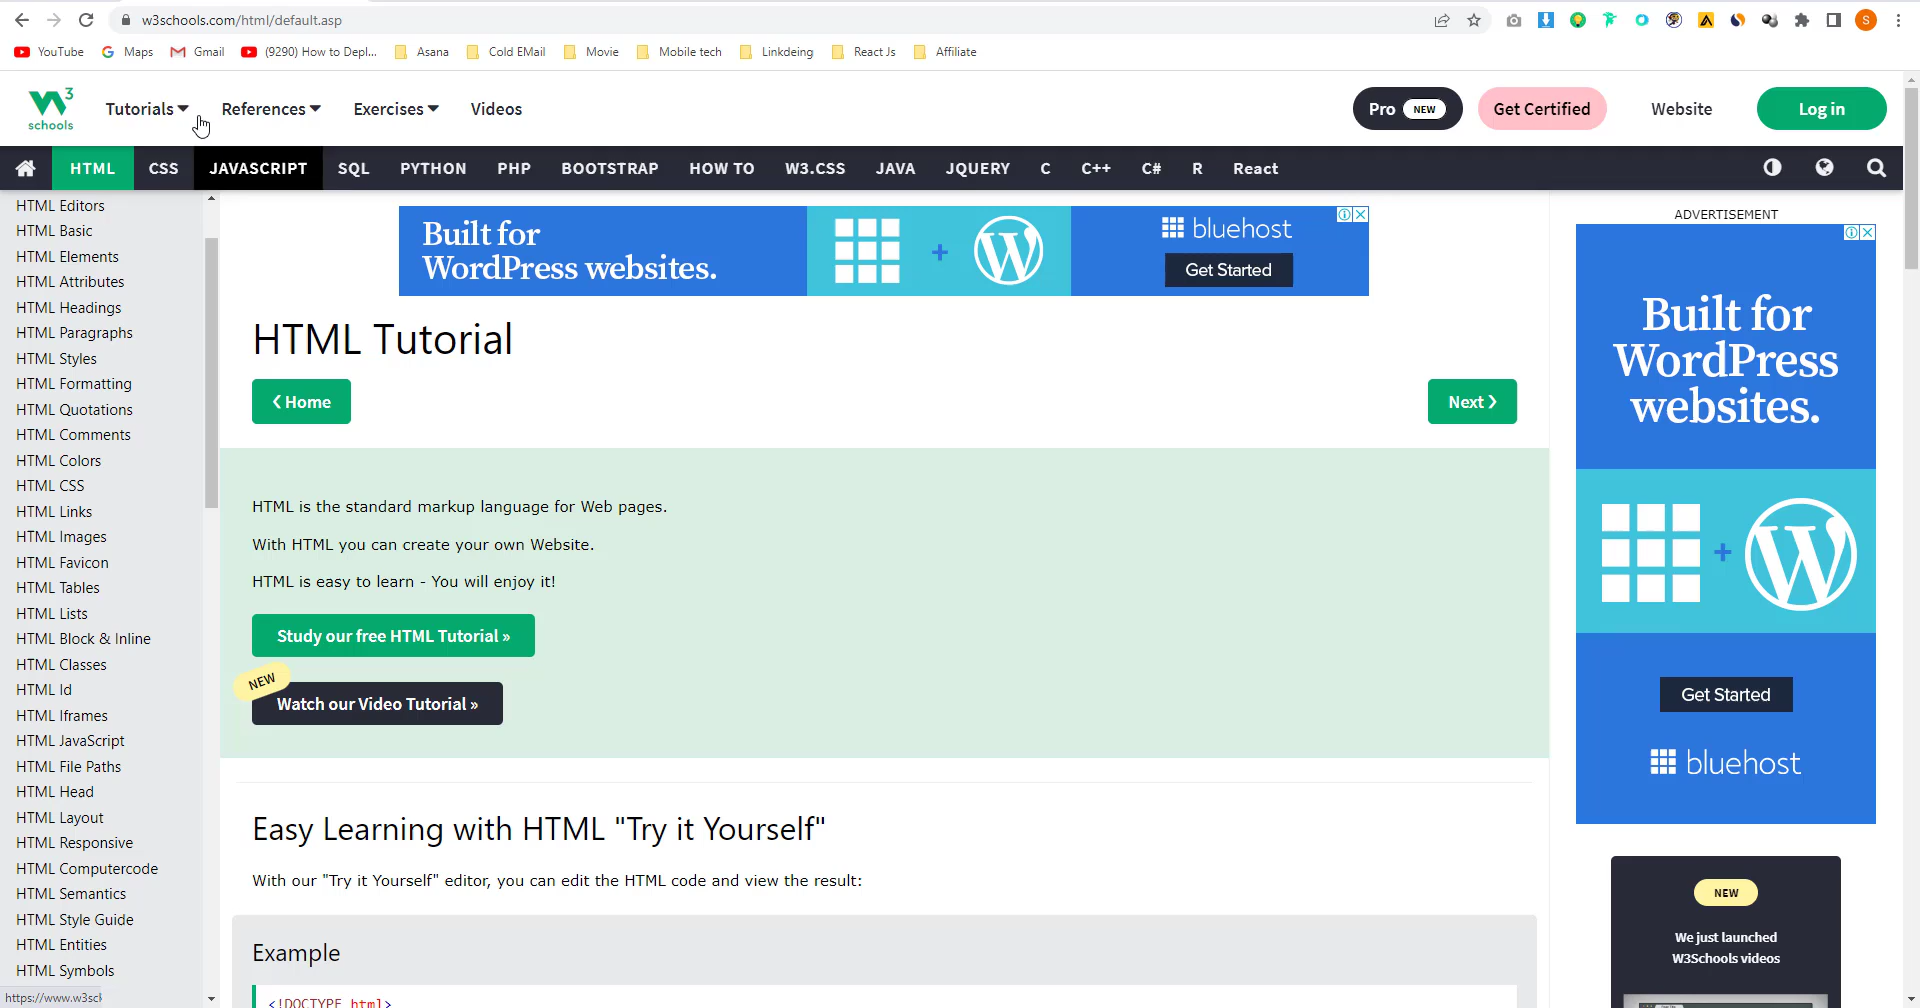 w3schools.com/html/default.asp
S
YouTube
Maps
Gmail
(9290) How to Depl...
Asana
Cold EMail
Movie
Mobile tech
Linkdeing
React Js
Affiliate
W3 schools
Tutorials
References
Exercises
Videos
Pro NEW
Get Certified
Website
Log in
HTML
CSS
JAVASCRIPT
SQL
PYTHON
PHP
BOOTSTRAP
HOW TO
W3.CSS
JAVA
JQUERY
C
C++
C#
R
React
HTML Editors
HTML Basic
HTML Elements
HTML Attributes
HTML Headings
HTML Paragraphs
HTML Styles
HTML Formatting
HTML Quotations
HTML Comments
HTML Colors
HTML CSS
HTML Links
HTML Images
HTML Favicon
HTML Tables
HTML Lists
HTML Block & Inline
HTML Classes
HTML Id
HTML Iframes
HTML JavaScript
HTML File Paths
HTML Head
HTML Layout
HTML Responsive
HTML Computercode
HTML Semantics
HTML Style Guide
HTML Entities
HTML Symbols
https://www.w3sc
Built for
WordPress websites.
+
bluehost
Get Started
HTML Tutorial
❮ Home
Next ❯
HTML is the standard markup language for Web pages.
With HTML you can create your own Website.
HTML is easy to learn - You will enjoy it!
Study our free HTML Tutorial »
NEW
Watch our Video Tutorial »
Easy Learning with HTML "Try it Yourself"
With our "Try it Yourself" editor, you can edit the HTML code and view the result:
Example
<!DOCTYPE html>
ADVERTISEMENT
Built for
WordPress
websites.
+
Get Started
bluehost
NEW
We just launched
W3Schools videos